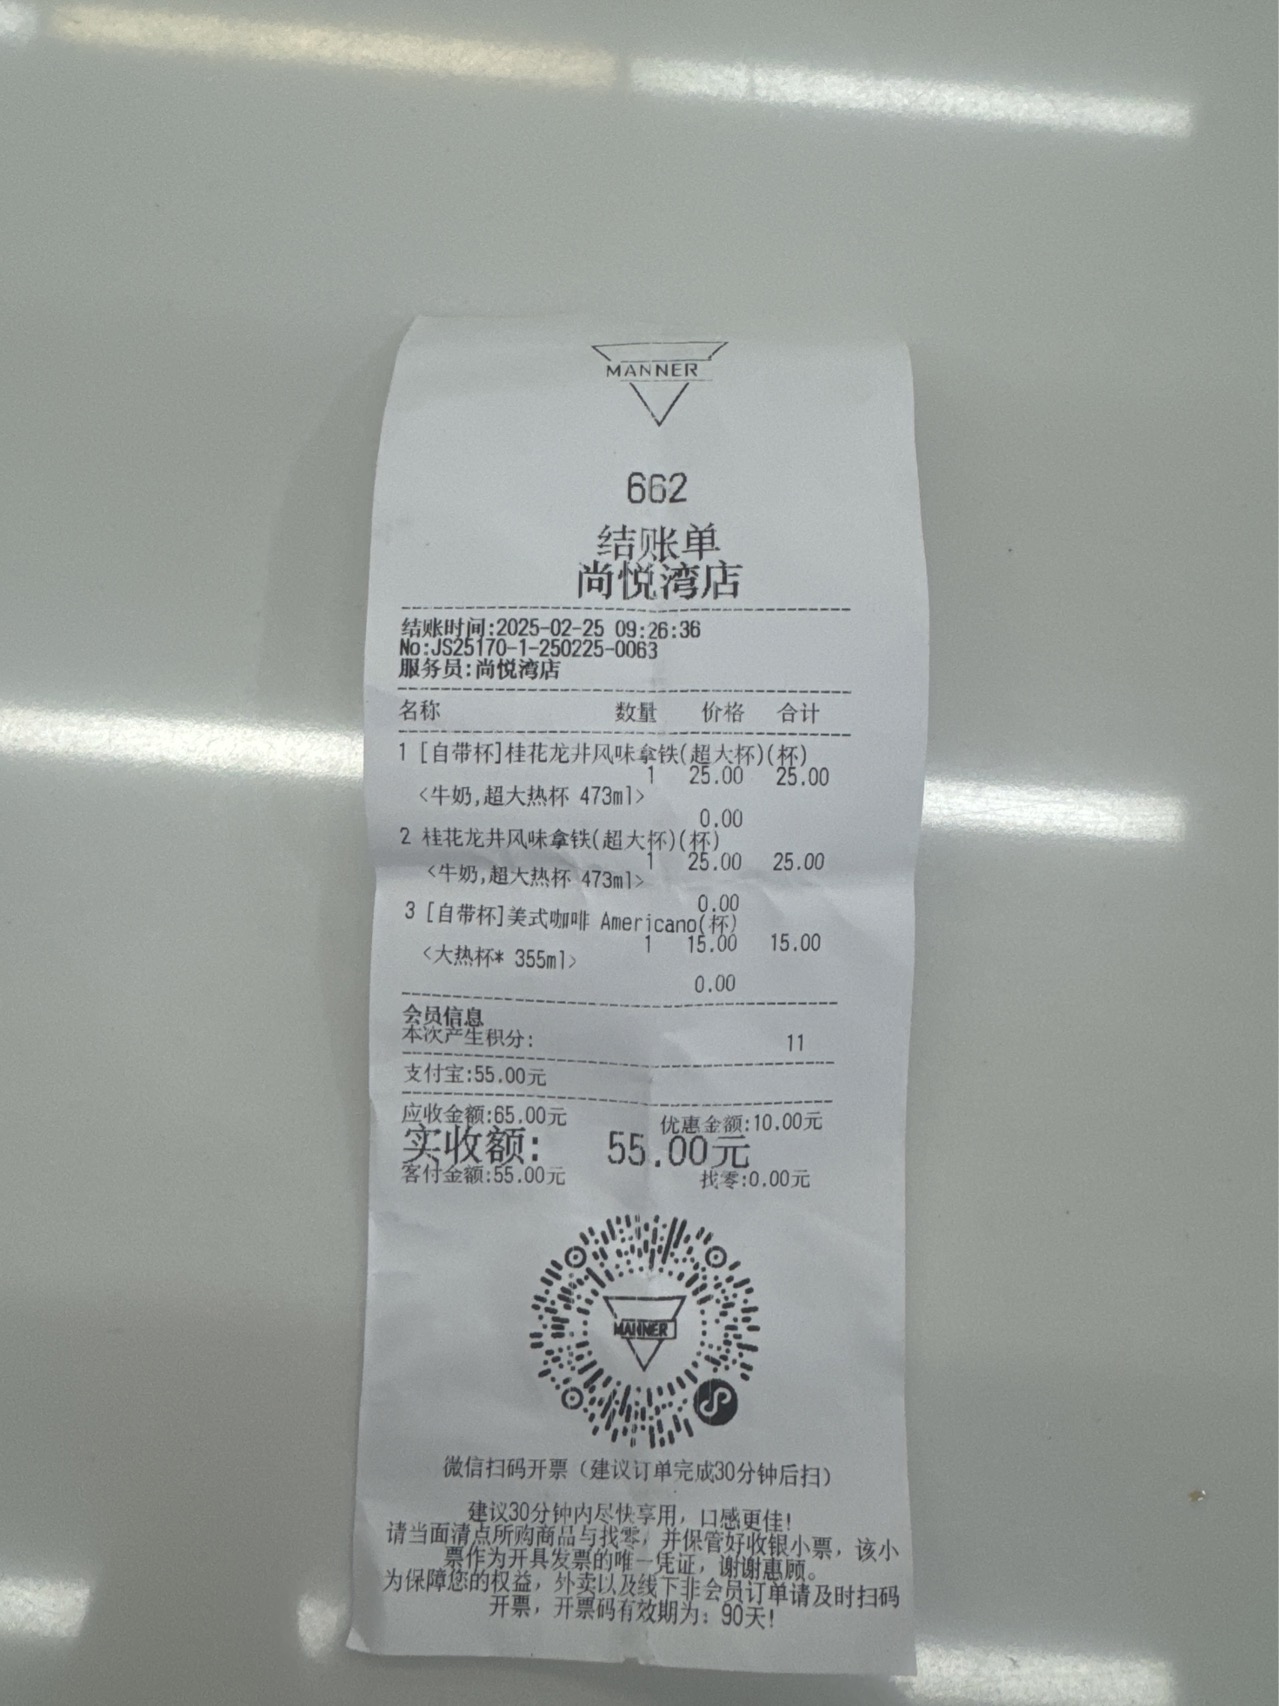 MANNER
662
结账单
尚悦湾店
结账时间:2025-02-25 09:26:36
No:JS25170-1-250225-0063
服务员:尚悦湾店
名称 数量 价格 合计
1 [自带杯]桂花龙井风味拿铁(超大杯)(杯)
1 25.00 25.00
<牛奶,超大热杯 473ml>
0.00
2 桂花龙井风味拿铁(超大杯)(杯)
1 25.00 25.00
<牛奶,超大热杯 473ml>
0.00
3 [自带杯]美式咖啡 Americano(杯)
1 15.00 15.00
<大热杯* 355ml>
0.00
会员信息
本次产生积分: 11
支付宝:55.00元
应收金额:65.00元 优惠金额:10.00元
实收额: 55.00元
客付金额:55.00元 找零:0.00元
MANNER
微信扫码开票（建议订单完成30分钟后扫）
建议30分钟内尽快享用，口感更佳!
请当面清点所购商品与找零，并保管好收银小票，该小
票作为开具发票的唯一凭证，谢谢惠顾。
为保障您的权益，外卖以及线下非会员订单请及时扫码
开票，开票码有效期为：90天!